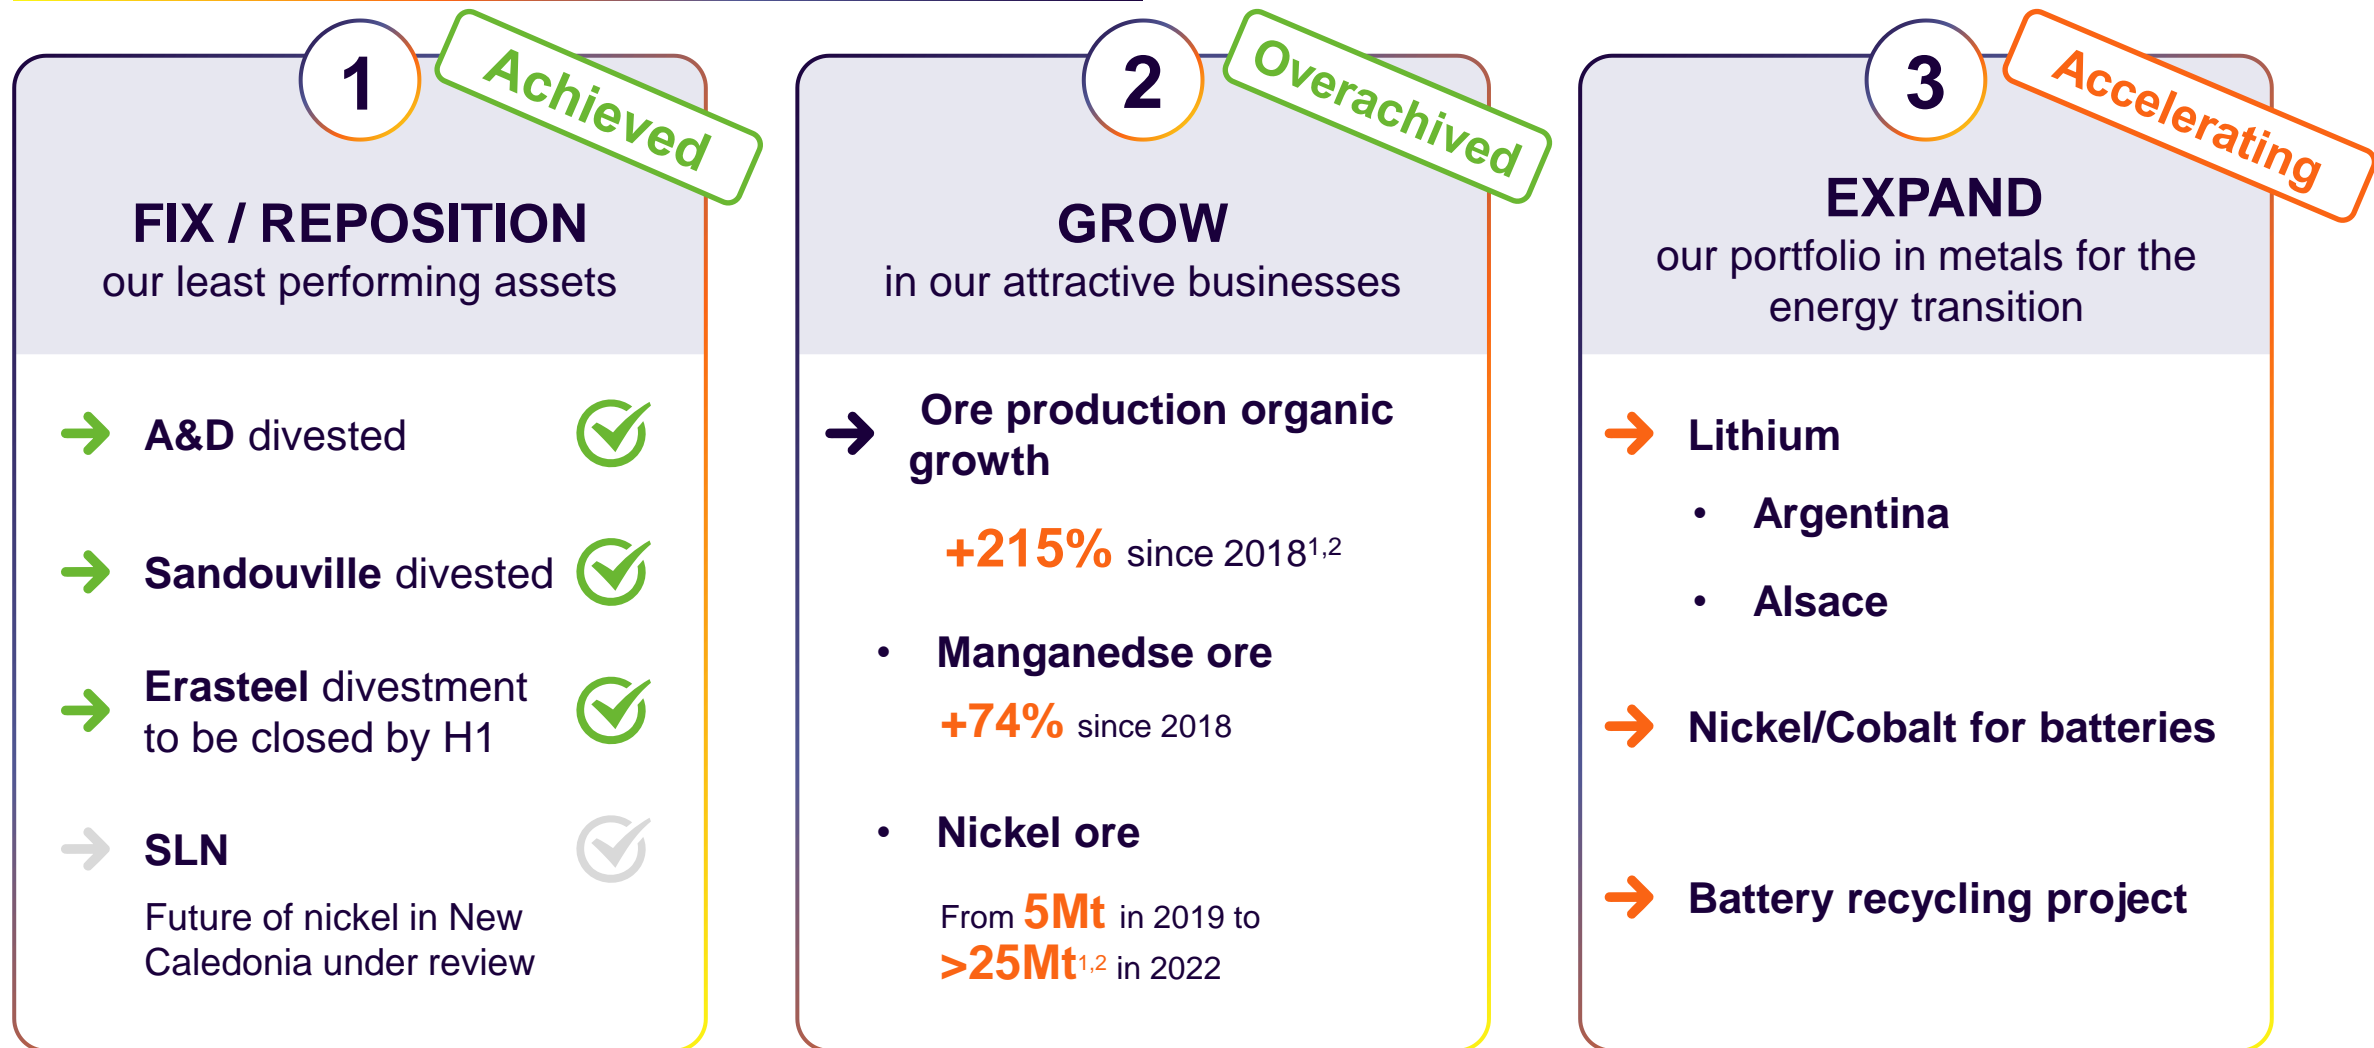 1
Achieved
FIX / REPOSITION
our least performing assets
A&D divested
Sandouville divested
Erasteel divestment
to be closed by H1
SLN
Future of nickel in New
Caledonia under review
2
Overachived
GROW
in our attractive businesses
Ore production organic
growth
+215% since 2018¹,²
• Manganedse ore
+74% since 2018
• Nickel ore
From 5Mt in 2019 to
>25Mt¹,² in 2022
3
Accelerating
EXPAND
our portfolio in metals for the
energy transition
Lithium
• Argentina
• Alsace
Nickel/Cobalt for batteries
Battery recycling project